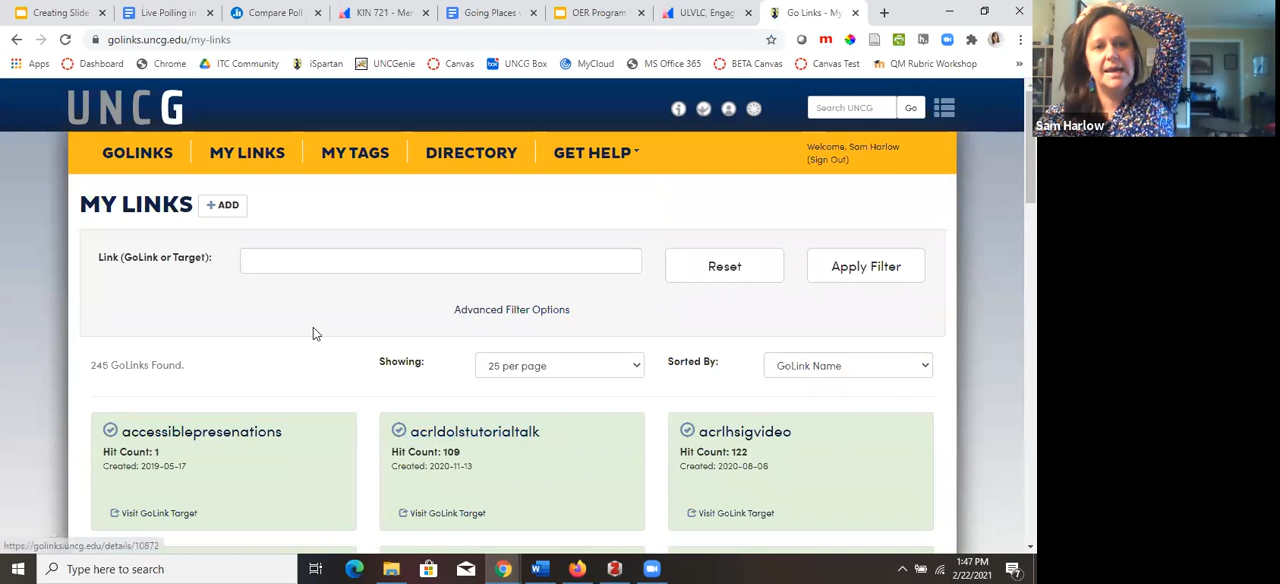 Creating Slide
Live Polling in
Compare Poll
KIN 721 - Mer
Going Places v
OER Program
ULVLC, Engag
Go Links - My
golinks.uncg.edu/my-links
Apps
Dashboard
Chrome
ITC Community
iSpartan
UNCGenie
Canvas
UNCG Box
MyCloud
MS Office 365
BETA Canvas
Canvas Test
QM Rubric Workshop
»
Sam Harlow
UNCG
Search UNCG
Go
GOLINKS
MY LINKS
MY TAGS
DIRECTORY
GET HELP
Welcome, Sam Harlow
(Sign Out)
MY LINKS
+ ADD
Link (GoLink or Target):
Reset
Apply Filter
Advanced Filter Options
245 GoLinks Found.
Showing:
25 per page
Sorted By:
GoLink Name
accessiblepresenations
Hit Count: 1
Created: 2019-05-17
Visit GoLink Target
acrldolstutorialtalk
Hit Count: 109
Created: 2020-11-13
Visit GoLink Target
acrlhsigvideo
Hit Count: 122
Created: 2020-08-06
Visit GoLink Target
https://golinks.uncg.edu/details/10872
Type here to search
1:47 PM
2/22/2021
7